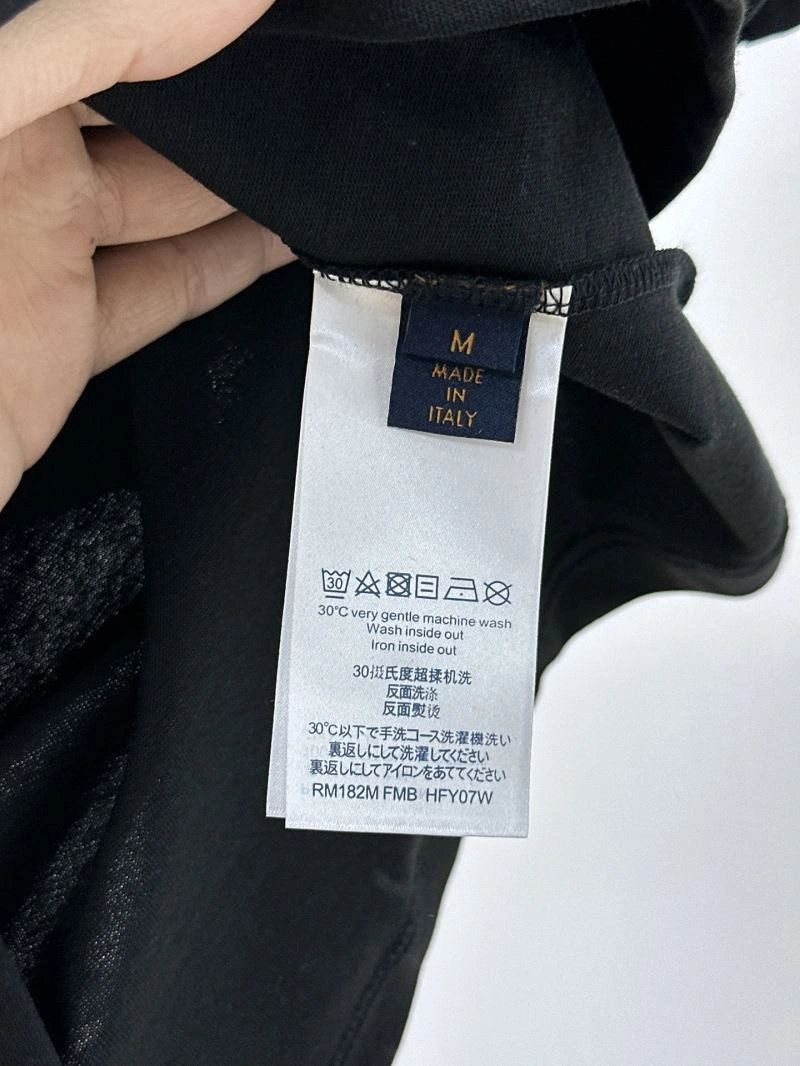 M
MADE
IN
ITALY
30
30°C very gentle machine wash
Wash inside out
Iron inside out
30摄氏度超揉机洗
反面洗涤
反面熨烫
30℃以下で手洗コース洗濯機洗い
裏返しにして洗濯してください
裏返しにしてアイロンをあててください
RM182M FMB HFY07W